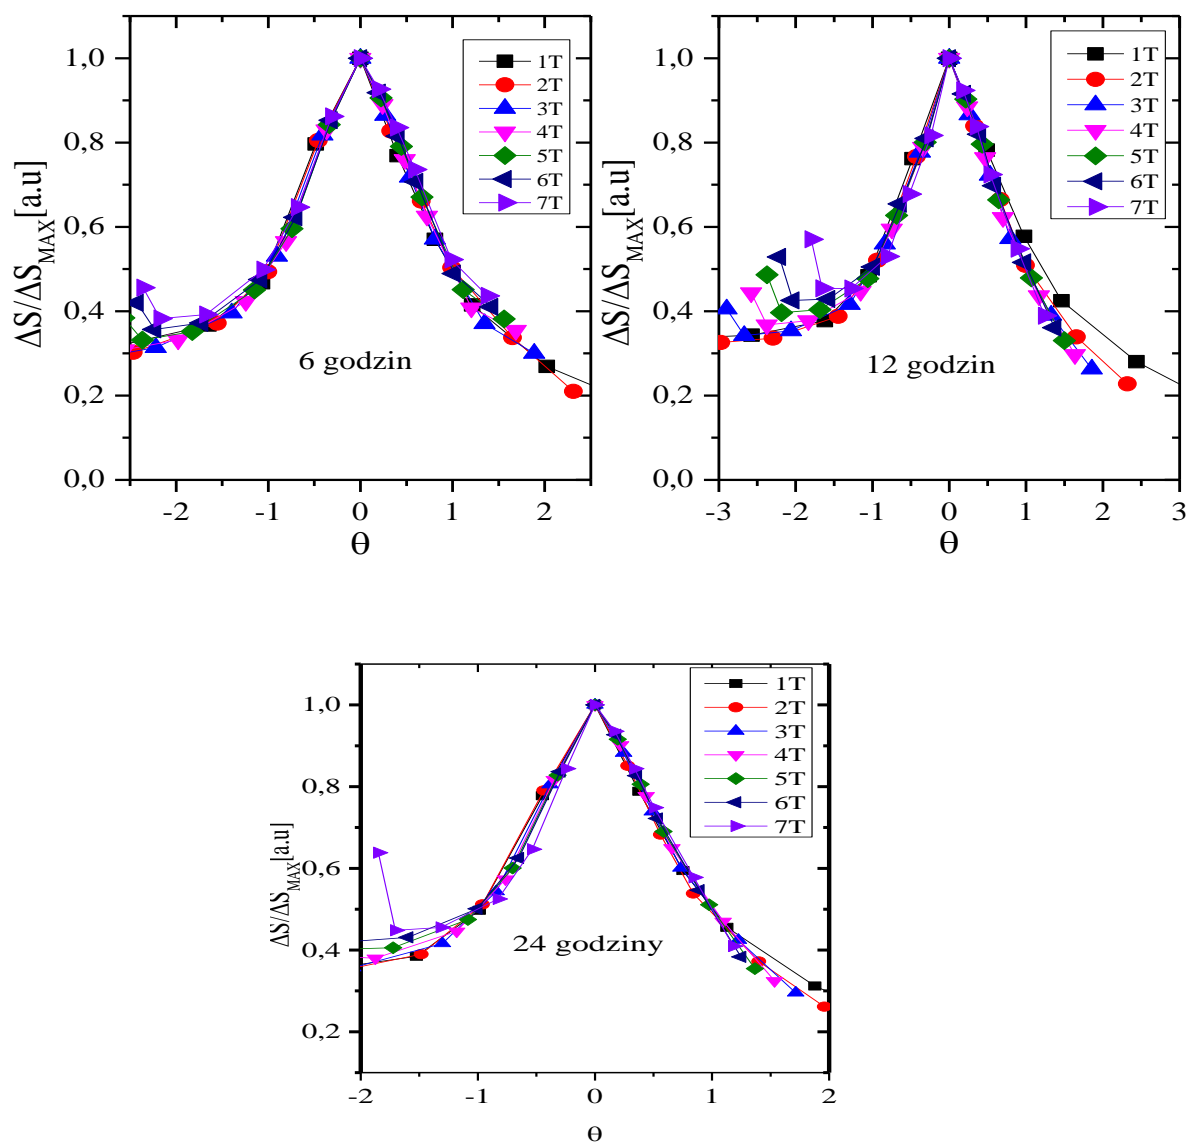 ΔS/ΔS_MAX[a.u]
1,0
0,8
0,6
0,4
0,2
0,0
-2 -1 0 1 2
θ
1T
2T
3T
4T
5T
6T
7T
6 godzin
ΔS/ΔS_MAX[a.u]
1,0
0,8
0,6
0,4
0,2
0,0
-3 -2 -1 0 1 2 3
θ
1T
2T
3T
4T
5T
6T
7T
12 godzin
ΔS/ΔS_MAX[a.u]
1,0
0,8
0,6
0,4
0,2
-2 -1 0 1 2
θ
1T
2T
3T
4T
5T
6T
7T
24 godziny